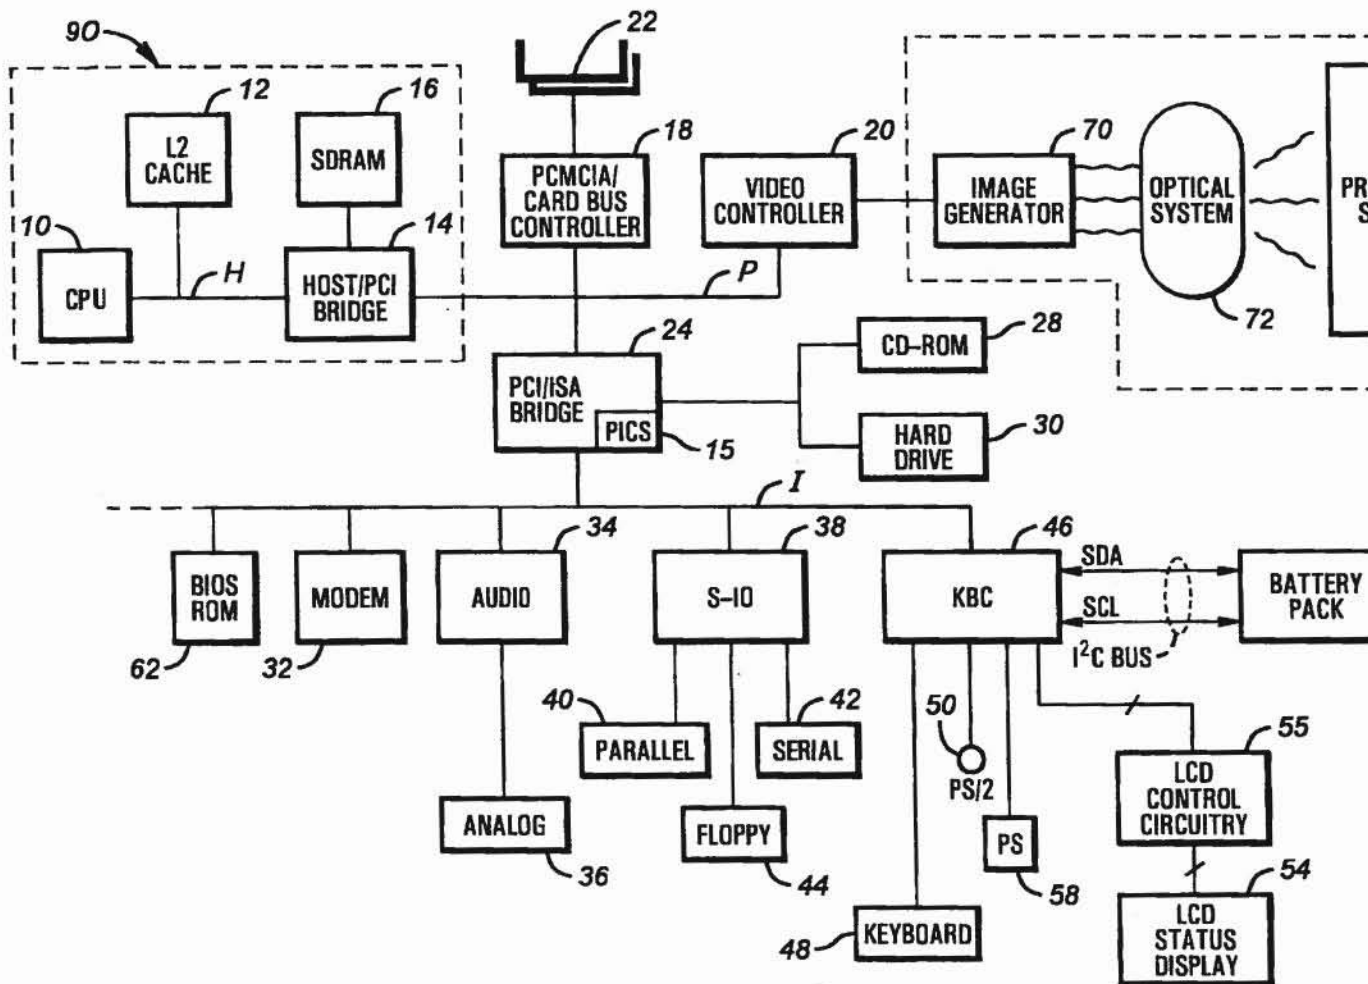 90
22
12
16
18
20
70
L2
CACHE
SDRAM
PCMCIA/
CARD BUS
CONTROLLER
VIDEO
CONTROLLER
IMAGE
GENERATOR
OPTICAL
SYSTEM
10
14
CPU
H
HOST/PCI
BRIDGE
P
72
24
28
PCI/ISA
BRIDGE
PICS
15
CD-ROM
30
HARD
DRIVE
I
34
38
46
BIOS
ROM
MODEM
AUDIO
S-IO
KBC
SDA
SCL
I²C BUS
BATTERY
PACK
62
32
40
42
50
55
PARALLEL
SERIAL
PS/2
LCD
CONTROL
CIRCUITRY
ANALOG
FLOPPY
PS
36
44
58
54
48
KEYBOARD
LCD
STATUS
DISPLAY